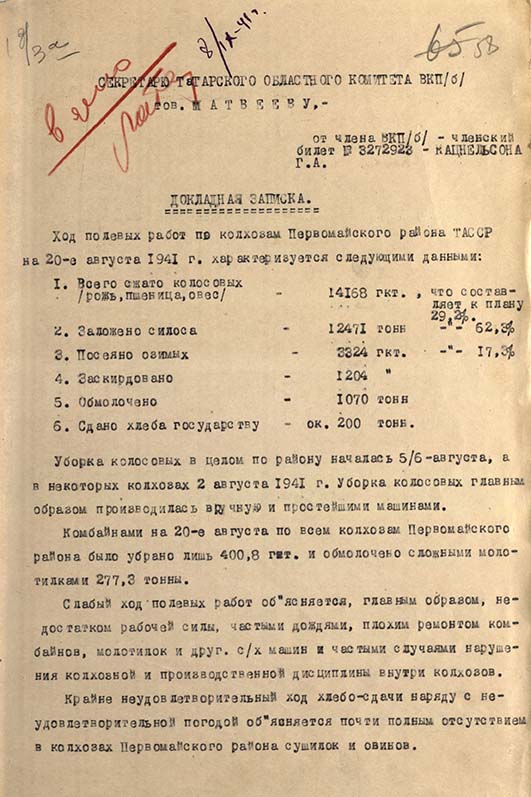 8/IX-41г.
58
СЕКРЕТАРЮ ТАТАРСКОГО ОБЛАСТНОГО КОМИТЕТА ВКП/б/
тов. МАТВЕЕВУ,-
от члена ВКП/б/ - членский
билет № 3272923 - КАЦНЕЛЬСОНА
Г.А.
ДОКЛАДНАЯ ЗАПИСКА.
Ход полевых работ по колхозам Первомайского района ТАССР
на 20-е августа 1941 г. характеризуется следующими данными:
1. Всего сжато колосовых
/рожь,пшеница,овес/ - 14168 гкт. , что состав-
ляет к плану
29,2%.
2. Заложено силоса - 12471 тонн -"- 62,3%
3. Посеяно озимых - 3324 гкт. -"- 17,3%
4. Заскирдовано - 1204 "
5. Обмолочено - 1070 тонн
6. Сдано хлеба государству - ок. 200 тонн.
Уборка колосовых в целом по району началась 5/6-августа, а
в некоторых колхозах 2 августа 1941 г. Уборка колосовых главным
образом производилась вручную и простейшими машинами.
Комбайнами на 20-е августа по всем колхозам Первомайского
района было убрано лишь 400,8 гкт. и обмолочено сложными моло-
тилками 277,3 тонны.
Слабый ход полевых работ об"ясняется, главным образом, не-
достатком рабочей силы, частыми дождями, плохим ремонтом ком-
байнов, молотилок и друг. с/х машин и частыми случаями наруше-
ния колхозной и производственной дисциплины внутри колхозов.
Крайне неудовлетворительный ход хлебо-сдачи наряду с не-
удовлетворительной погодой об"ясняется почти полным отсутствием
в колхозах Первомайского района сушилок и овинов.